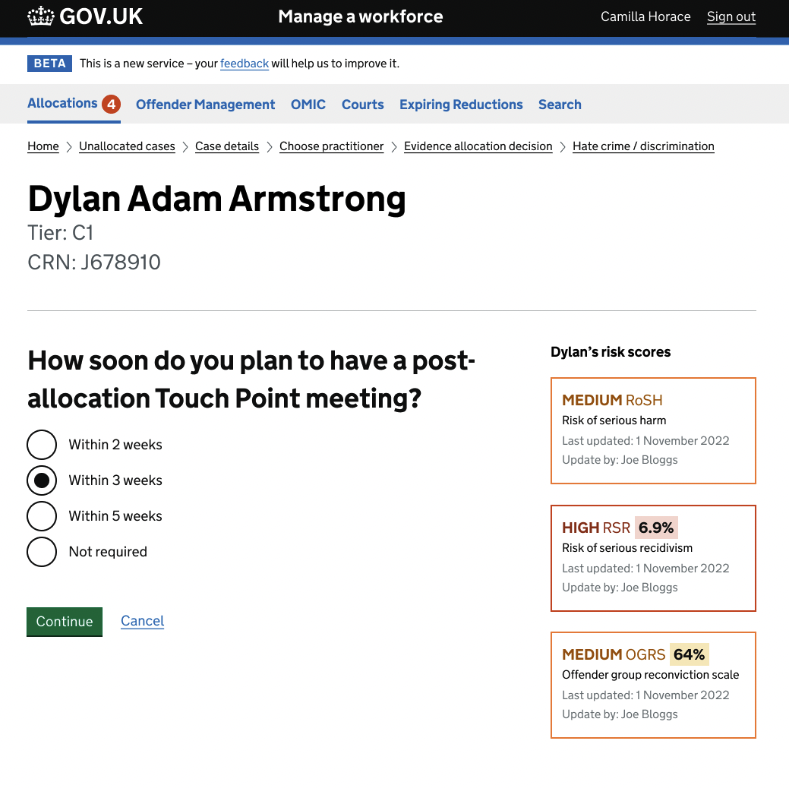 GOV.UK Manage a workforce Camilla Horace Sign out
BETA This is a new service – your feedback will help us to improve it.
Allocations 4 Offender Management OMIC Courts Expiring Reductions Search
Home > Unallocated cases > Case details > Choose practitioner > Evidence allocation decision > Hate crime / discrimination
Dylan Adam Armstrong
Tier: C1
CRN: J678910
How soon do you plan to have a post-
allocation Touch Point meeting?
Within 2 weeks
Within 3 weeks
Within 5 weeks
Not required
Continue Cancel
Dylan’s risk scores
MEDIUM RoSH
Risk of serious harm
Last updated: 1 November 2022
Update by: Joe Bloggs
HIGH RSR 6.9%
Risk of serious recidivism
Last updated: 1 November 2022
Update by: Joe Bloggs
MEDIUM OGRS 64%
Offender group reconviction scale
Last updated: 1 November 2022
Update by: Joe Bloggs